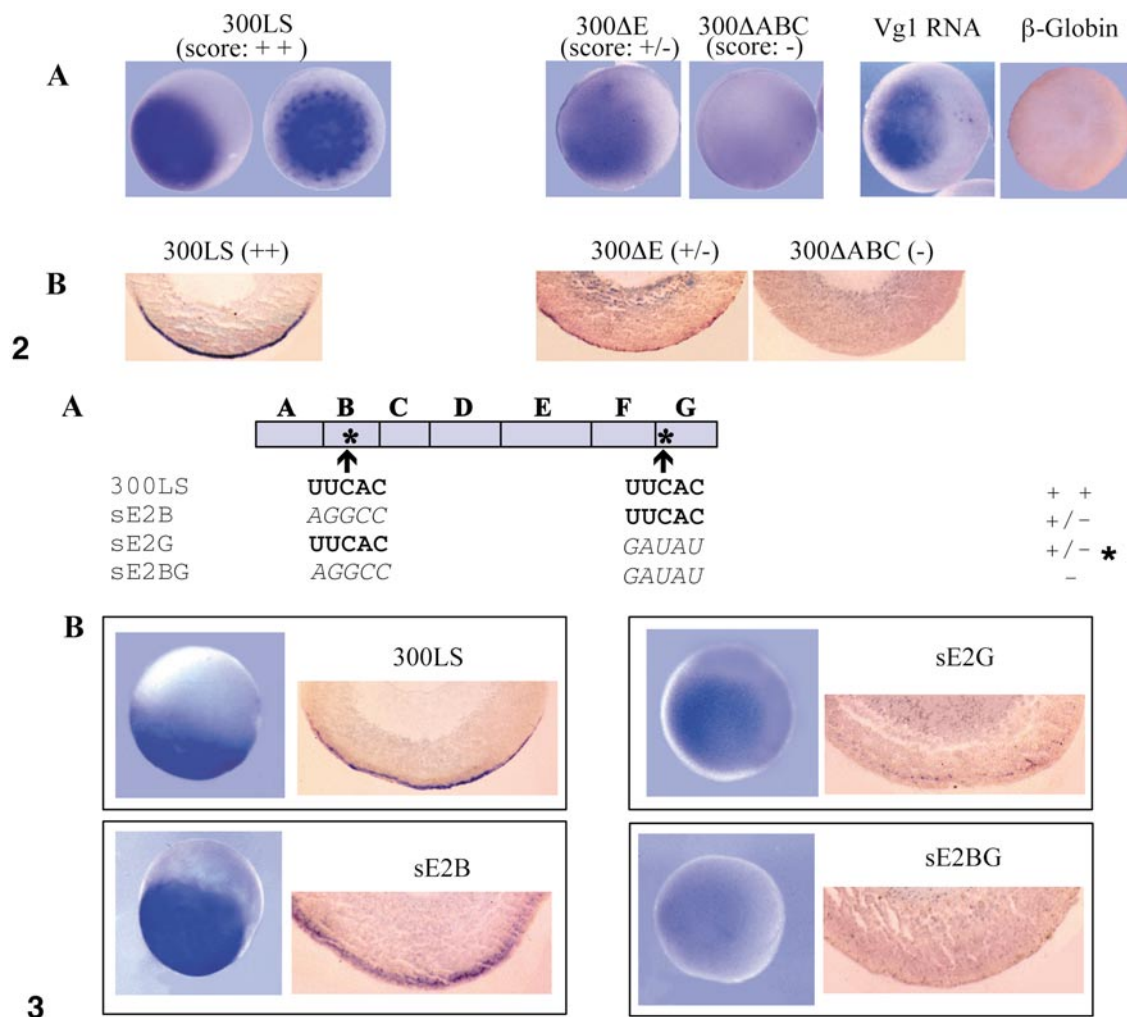 300LS 300ΔE 300ΔABC Vg1 RNA β-Globin
(score: + +) (score: +/-) (score: -)
A
300LS (++) 300ΔE (+/-) 300ΔABC (-)
B
2
A
A B C D E F G
* *
300LS UUCAC UUCAC + +
sE2B AGGCC UUCAC +/-
sE2G UUCAC GAUAU +/- *
sE2BG AGGCC GAUAU -
B
300LS sE2G
sE2B sE2BG
3